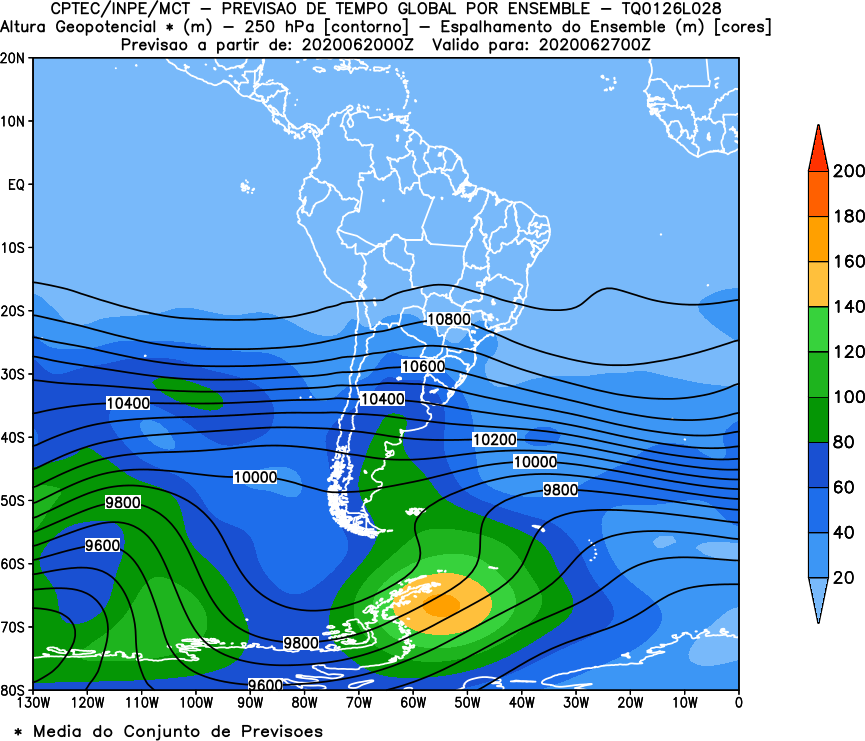 CPTEC/INPE/MCT – PREVISAO DE TEMPO GLOBAL POR ENSEMBLE – TQ0126L028
Altura Geopotencial * (m) – 250 hPa [contorno] – Espalhamento do Ensemble (m) [cores]
Previsao a partir de: 2020062000Z Valido para: 2020062700Z
20N
10N
EQ
10S
20S
30S
40S
50S
60S
70S
80S
10800
10600
10400
10400
10200
10000
10000
9800
9800
9600
9800
9600
200
180
160
140
120
100
80
60
40
20
130W 120W 110W 100W 90W 80W 70W 60W 50W 40W 30W 20W 10W 0
* Media do Conjunto de Previsoes